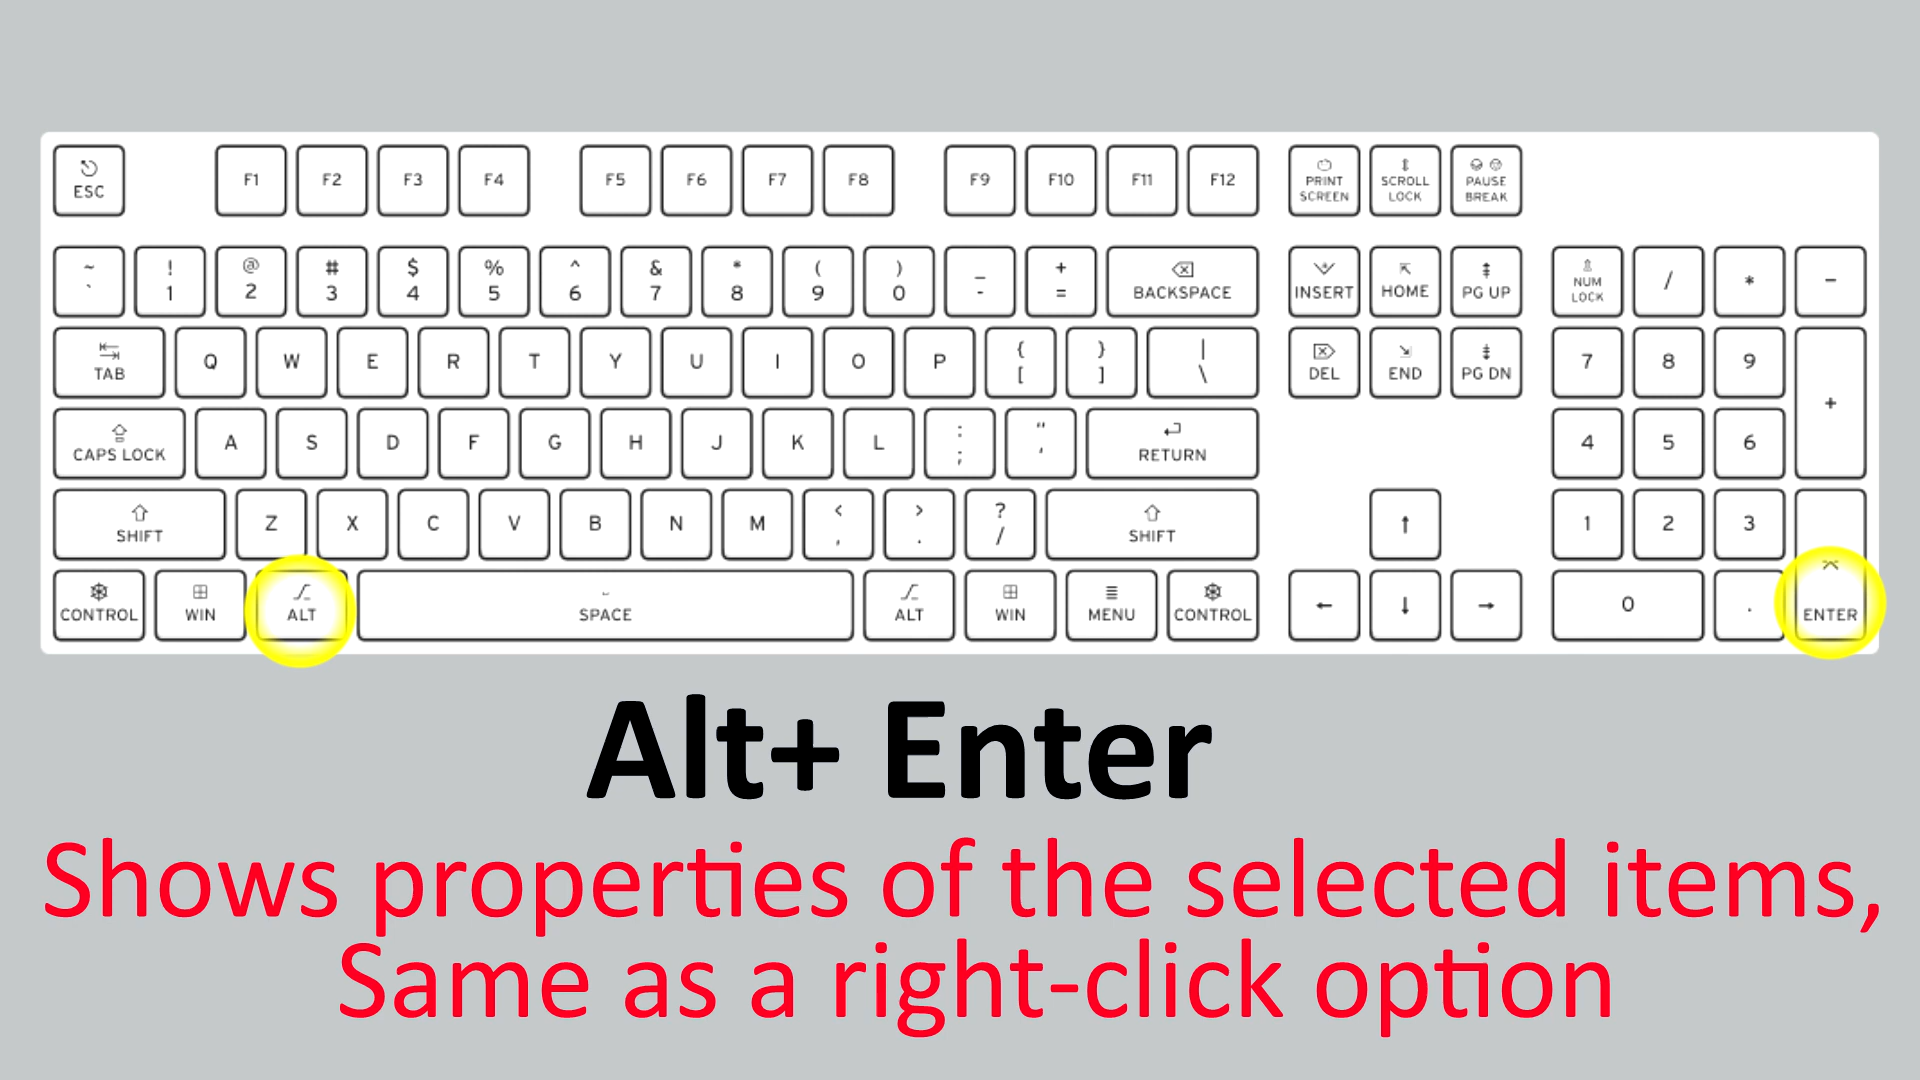 ESC F1 F2 F3 F4 F5 F6 F7 F8 F9 F10 F11 F12 PRINT SCREEN SCROLL LOCK PAUSE BREAK
~ ` ! 1 @ 2 # 3 $ 4 % 5 ^ 6 & 7 * 8 ( 9 ) 0 _ - + = BACKSPACE INSERT HOME PG UP NUM LOCK / * -
TAB Q W E R T Y U I O P { [ } ] | \ DEL END PG DN 7 8 9 +
CAPS LOCK A S D F G H J K L : ; " ' RETURN 4 5 6
SHIFT Z X C V B N M < , > . ? / SHIFT ↑ 1 2 3
CONTROL WIN ALT SPACE ALT WIN MENU CONTROL ← ↓ → 0 . ENTER
Alt+ Enter
Shows properties of the selected items,
Same as a right-click option